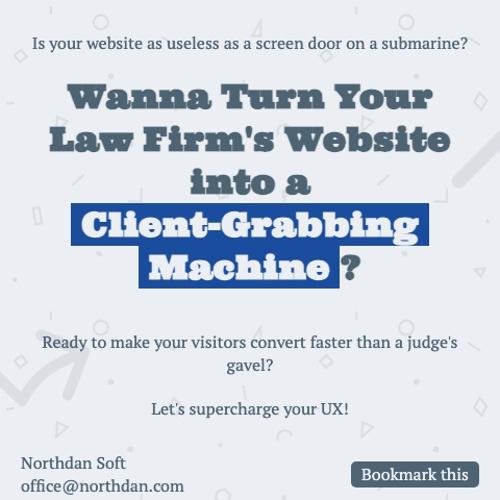 Is your website as useless as a screen door on a submarine?
Wanna Turn Your
Law Firm's Website
into a
Client-Grabbing
Machine ?
Ready to make your visitors convert faster than a judge's
gavel?
Let's supercharge your UX!
Northdan Soft
office@northdan.com
Bookmark this